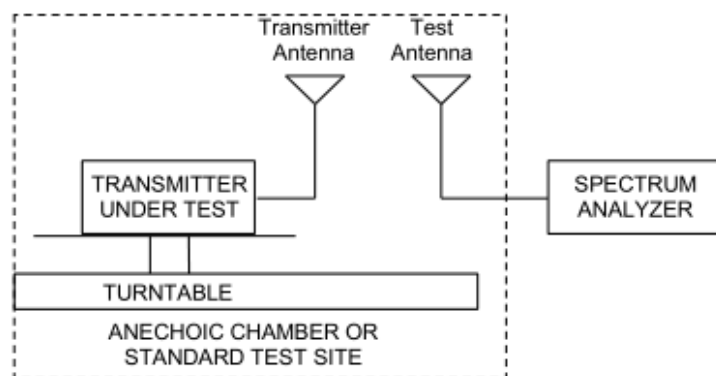 Transmitter
Antenna
Test
Antenna
TRANSMITTER
UNDER TEST
SPECTRUM
ANALYZER
TURNTABLE
ANECHOIC CHAMBER OR
STANDARD TEST SITE